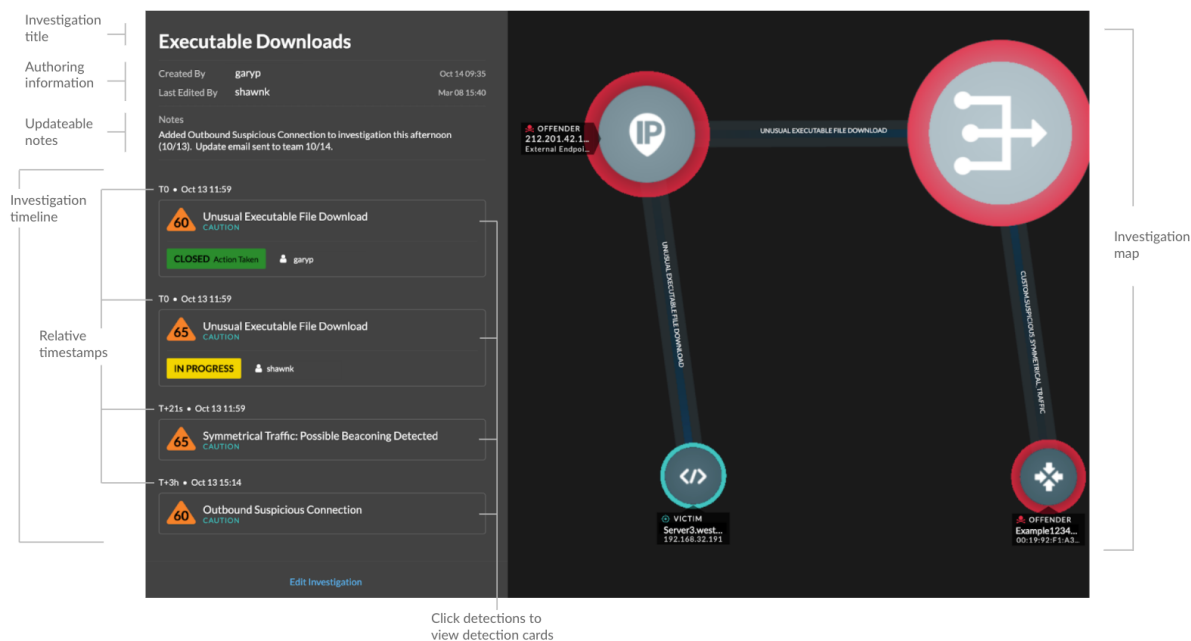 Investigation
title
Authoring
information
Updateable
notes
Investigation
timeline
Relative
timestamps
Executable Downloads
Created By garyp Oct 14 09:35
Last Edited By shawnk Mar 08 15:40
Notes
Added Outbound Suspicious Connection to investigation this afternoon
(10/13). Update email sent to team 10/14.
T0 • Oct 13 11:59
60 Unusual Executable File Download
CAUTION
CLOSED Action Taken garyp
T0 • Oct 13 11:59
65 Unusual Executable File Download
CAUTION
IN PROGRESS shawnk
T+21s • Oct 13 11:59
65 Symmetrical Traffic: Possible Beaconing Detected
CAUTION
T+3h • Oct 13 15:14
60 Outbound Suspicious Connection
CAUTION
Edit Investigation
Click detections to
view detection cards
OFFENDER
212.201.42.1...
External Endpoi...
IP
UNUSUAL EXECUTABLE FILE DOWNLOAD
UNUSUAL EXECUTABLE FILE DOWNLOAD
CUSTOM.SUSPICIOUS_SYMMETRICAL_TRAFFIC
</>
VICTIM
Server3.west...
192.168.32.191
OFFENDER
Example1234...
00:19:92:F1:A3...
Investigation
map